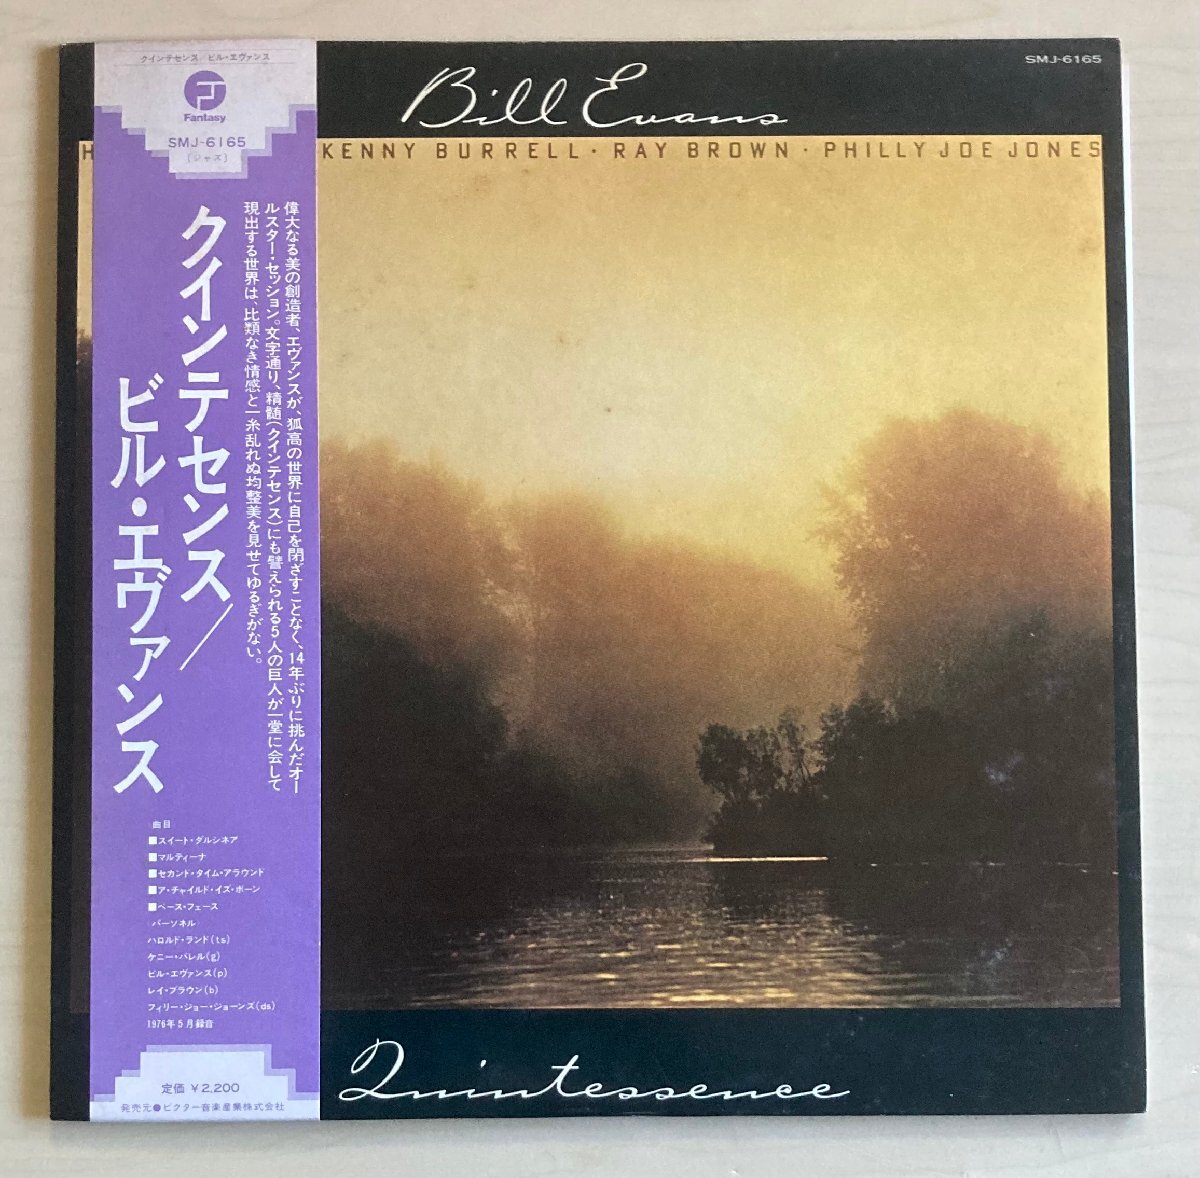 SMJ-6165
Bill Evans
H
KENNY BURRELL · RAY BROWN · PHILLY JOE JONES
クインテセンス/ビル・エヴァンス
Fantasy
SMJ-6165
(ジャズ)
クインテセンス/
ビル・エヴァンス
偉大なる美の創造者、エヴァンスが、孤高の世界に自己を閉ざすことなく、14年ぶりに挑んだオー
ルスター・セッション。文字通り、精髄(クインテセンス)にも譬えられる5人の巨人が一堂に会して
現出する世界は、比類なき情感と一糸乱れぬ均整美を見せてゆるぎがない。
曲目
■スイート・ダルシネア
■マルティーナ
■セカンド・タイム・アラウンド
■ア・チャイルド・イズ・ボーン
■ベース・フェース
パーソネル
ハロルド・ランド(ts)
ケニー・バレル(g)
ビル・エヴァンス(p)
レイ・ブラウン(b)
フィリー・ジョー・ジョーンズ(ds)
1976年5月録音
定価 ¥2,200
発売元●ビクター音楽産業株式会社
Quintessence